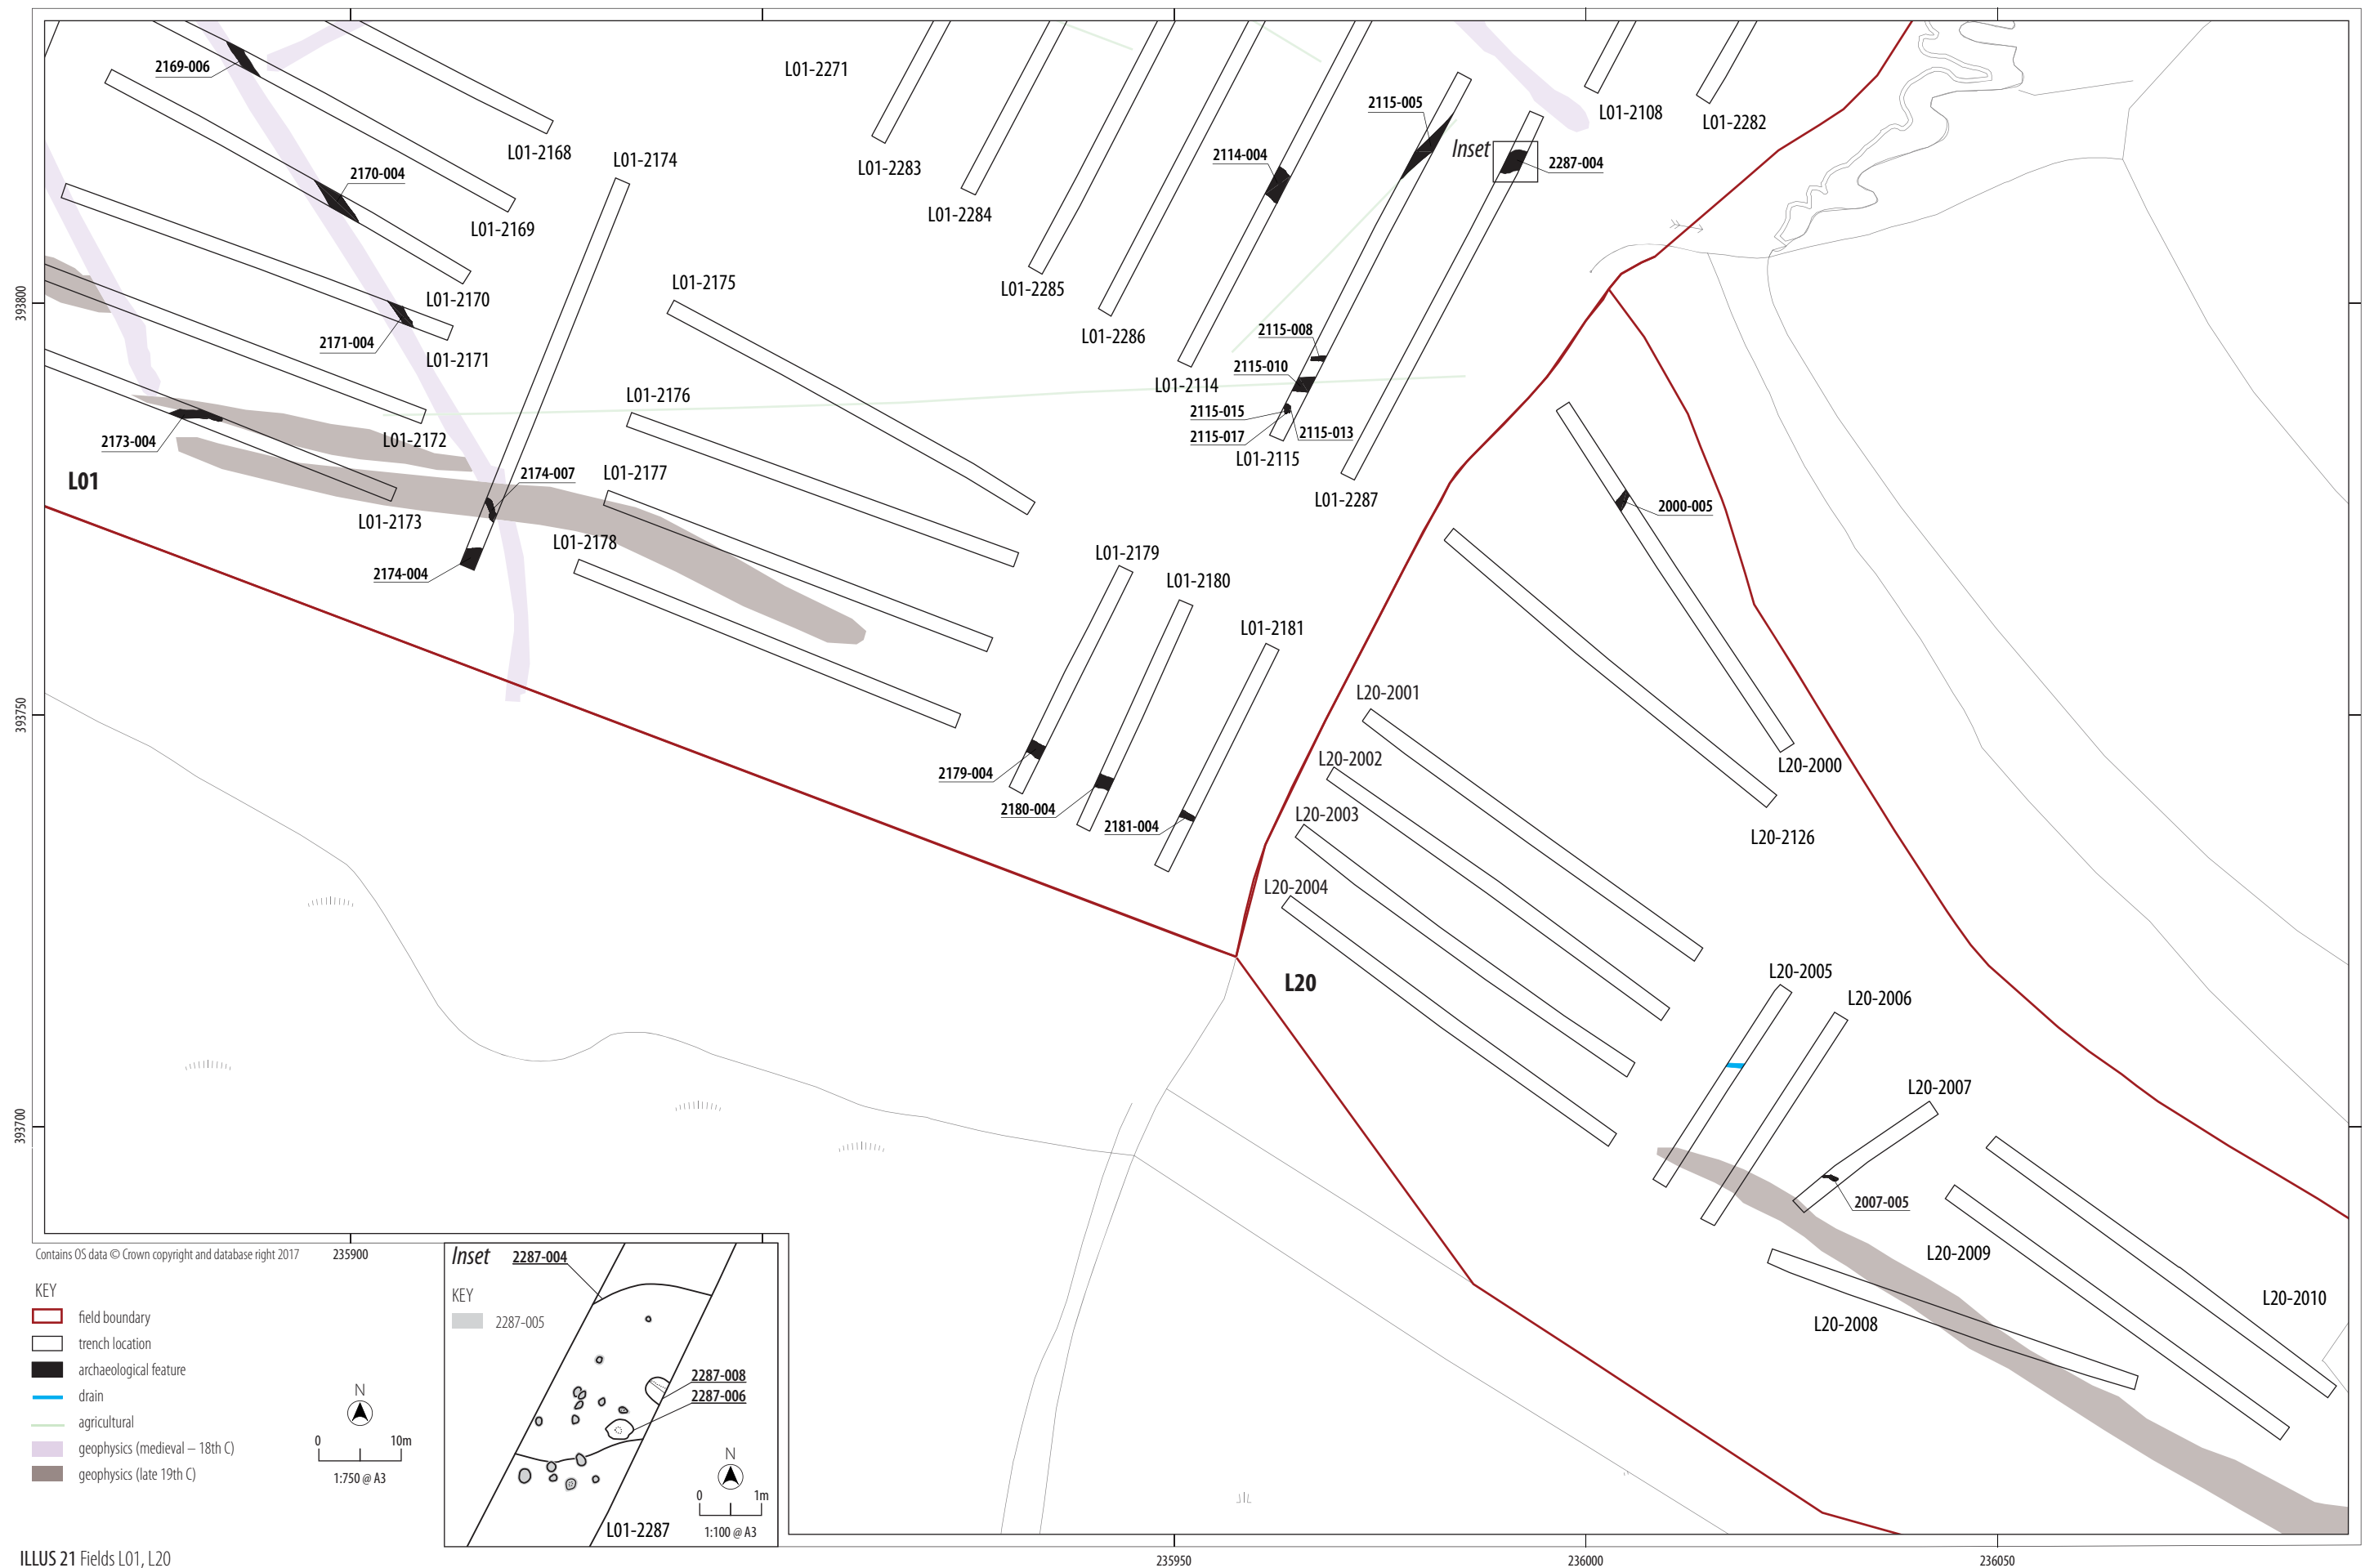 L01-2271
2169-006
2115-005
L01-2108
L01-2282
L01-2168
L01-2174
L01-2283
Inset
2287-004
2114-004
2170-004
L01-2284
L01-2169
L01-2175
L01-2285
L01-2170
393800
2171-004
L01-2171
L01-2286
2115-008
2115-010
L01-2114
L01-2176
2115-015
2115-017
2115-013
L01-2115
2173-004
L01-2172
L01
L01-2177
2174-007
L01-2287
2000-005
L01-2173
L01-2178
2174-004
L01-2179
L01-2180
L01-2181
L20-2001
393750
L20-2002
L20-2000
2179-004
2180-004
2181-004
L20-2003
L20-2126
L20-2004
L20
L20-2005
L20-2006
L20-2007
393700
2007-005
L20-2009
L20-2010
L20-2008
Contains OS data © Crown copyright and database right 2017
235900
KEY
field boundary
trench location
archaeological feature
drain
agricultural
geophysics (medieval – 18th C)
geophysics (late 19th C)
N
0 10m
1:750 @ A3
Inset
2287-004
KEY
2287-005
2287-008
2287-006
N
0 1m
1:100 @ A3
L01-2287
235950
236000
236050
ILLUS 21 Fields L01, L20